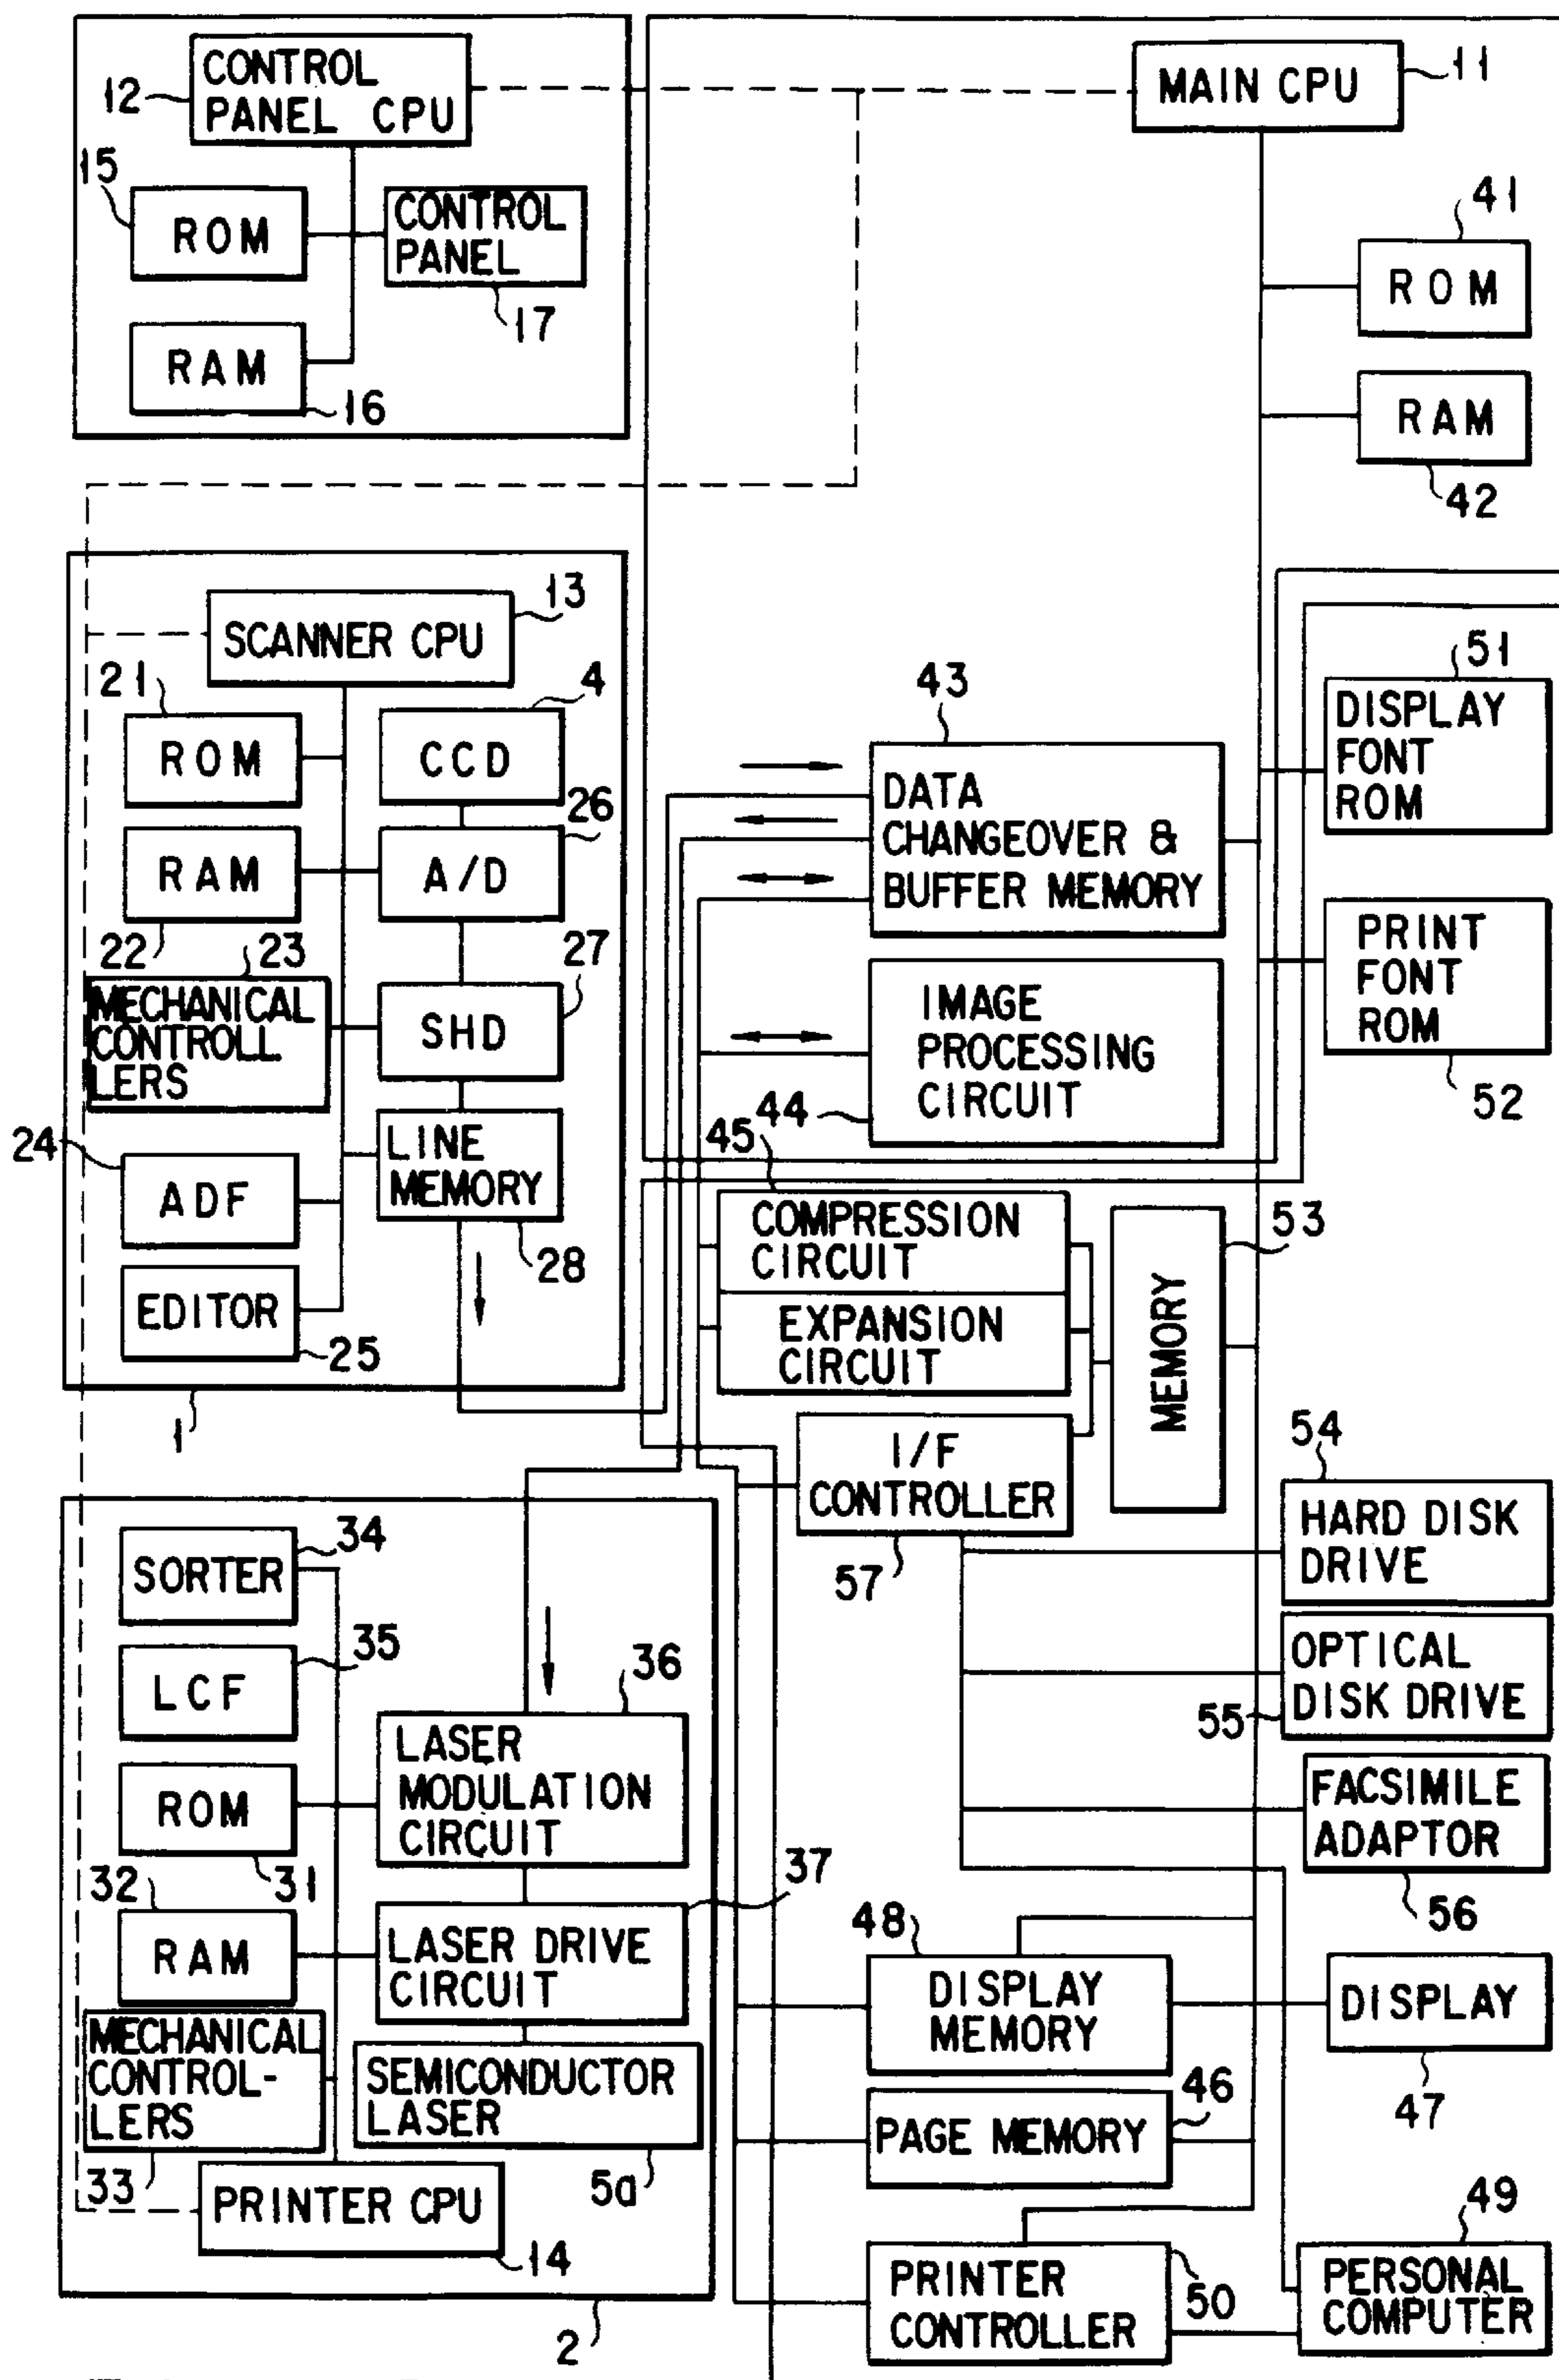 CONTROL
PANEL CPU
12
15
ROM
CONTROL
PANEL
17
RAM
16
MAIN CPU
11
41
ROM
RAM
42
13
SCANNER CPU
21
ROM
4
CCD
26
RAM
22
A/D
23
MECHANICAL
CONTROLL
LERS
27
SHD
24
ADF
LINE
MEMORY
28
EDITOR
25
1
43
DATA
CHANGEOVER &
BUFFER MEMORY
IMAGE
PROCESSING
CIRCUIT
44
51
DISPLAY
FONT
ROM
PRINT
FONT
ROM
52
45
COMPRESSION
CIRCUIT
EXPANSION
CIRCUIT
53
MEMORY
I/F
CONTROLLER
57
54
HARD DISK
DRIVE
OPTICAL
DISK DRIVE
55
FACSIMILE
ADAPTOR
56
34
SORTER
35
LCF
36
LASER
MODULATION
CIRCUIT
ROM
31
32
RAM
37
LASER DRIVE
CIRCUIT
MECHANICAL
CONTROL-
LERS
33
SEMICONDUCTOR
LASER
5a
PRINTER CPU
14
2
48
DISPLAY
MEMORY
DISPLAY
47
46
PAGE MEMORY
49
PRINTER
CONTROLLER
50
PERSONAL
COMPUTER